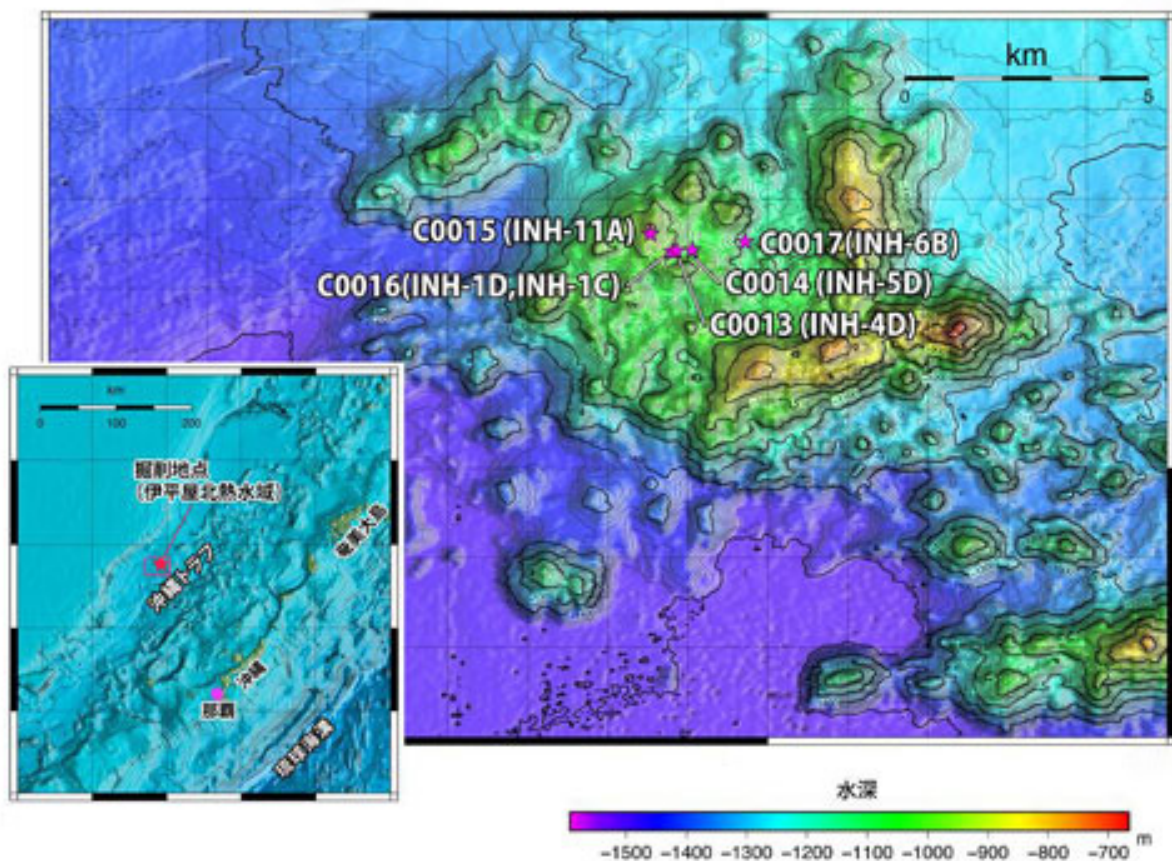 km
0 5
C0015 (INH-11A)
C0017(INH-6B)
C0016(INH-1D,INH-1C)
C0014 (INH-5D)
C0013 (INH-4D)
km
0 100 200
掘削地点
(伊平屋北熱水域)
奄美大島
沖縄トラフ
沖縄
那覇
琉球海溝
水深
-1500 -1400 -1300 -1200 -1100 -1000 -900 -800 -700 m